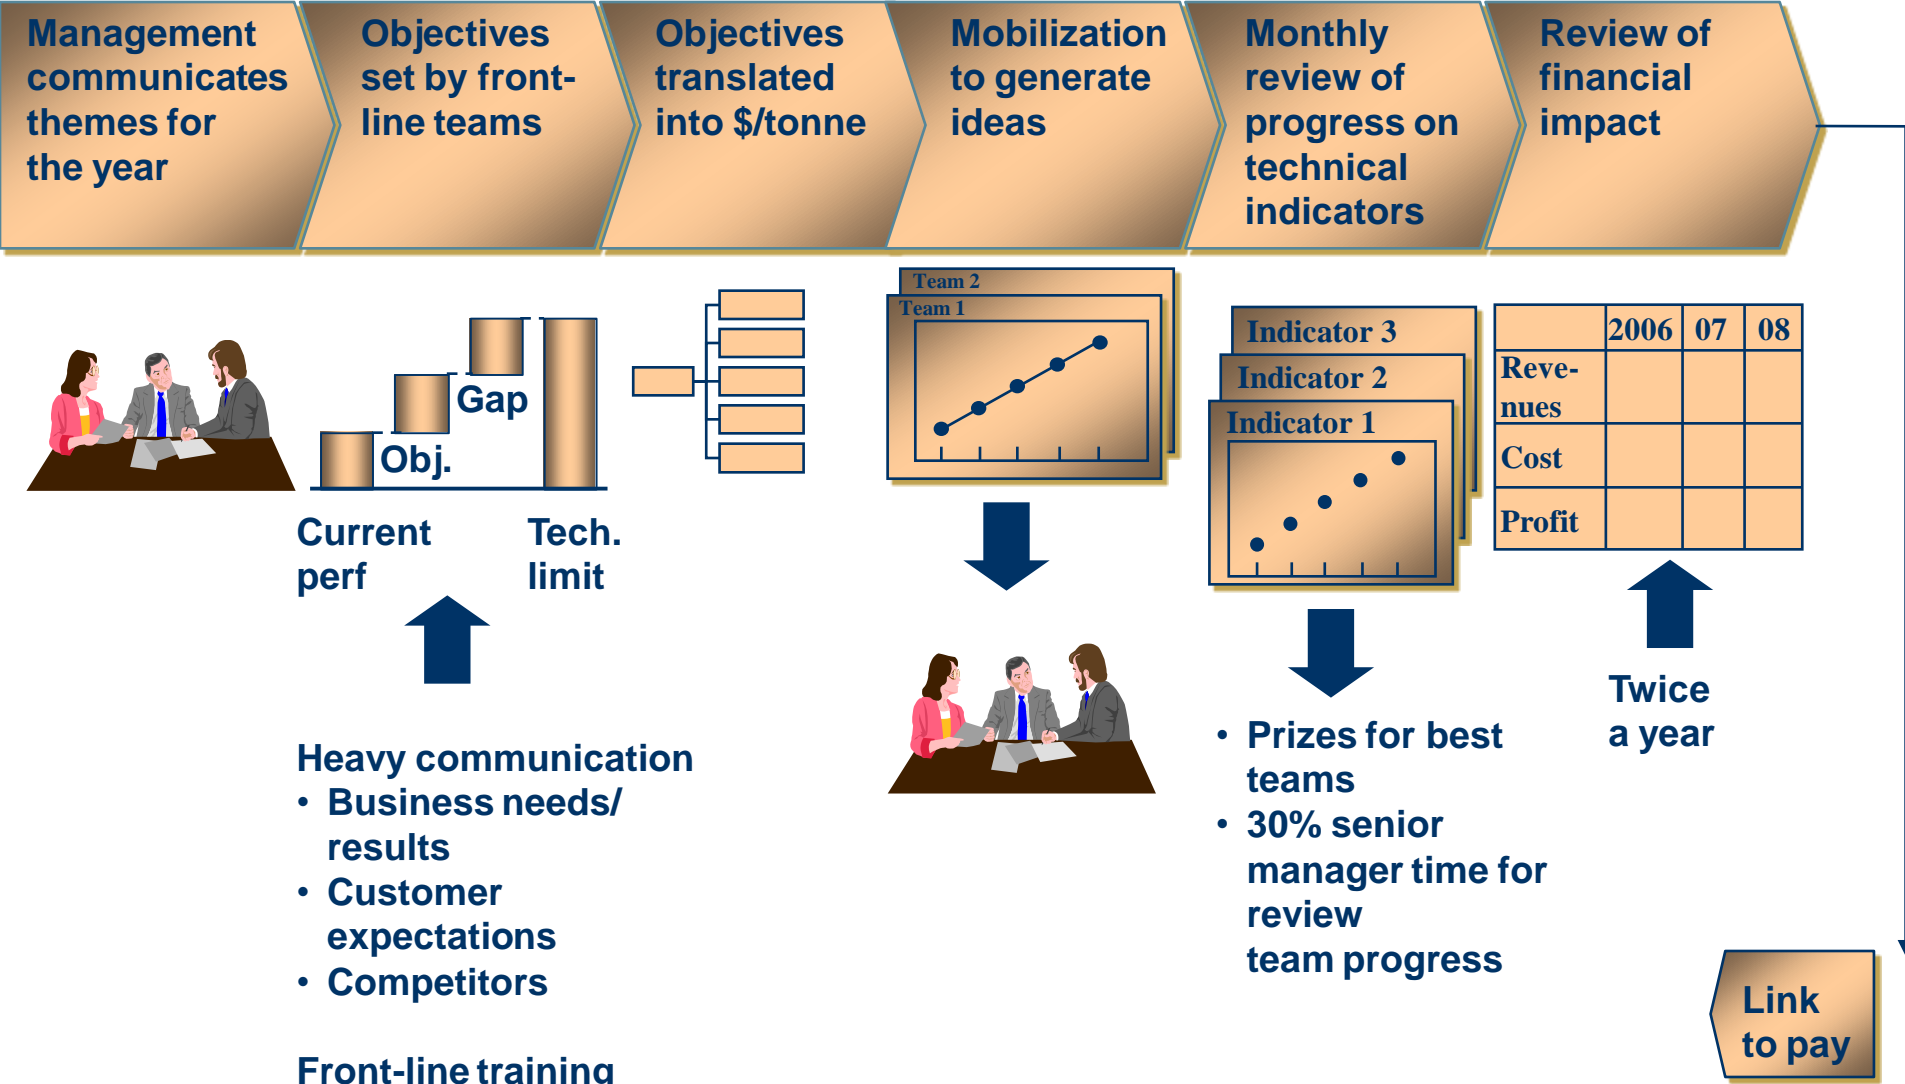 Management
communicates
themes for
the year
Objectives
set by front-
line teams
Objectives
translated
into $/tonne
Mobilization
to generate
ideas
Monthly
review of
progress on
technical
indicators
Review of
financial
impact
Obj.
Gap
Current
perf
Tech.
limit
Heavy communication
• Business needs/
results
• Customer
expectations
• Competitors
Front-line training
Team 2
Team 1
Indicator 3
Indicator 2
Indicator 1
• Prizes for best
teams
• 30% senior
manager time for
review
team progress
2006 07 08
Reve-
nues
Cost
Profit
Twice
a year
Link
to pay